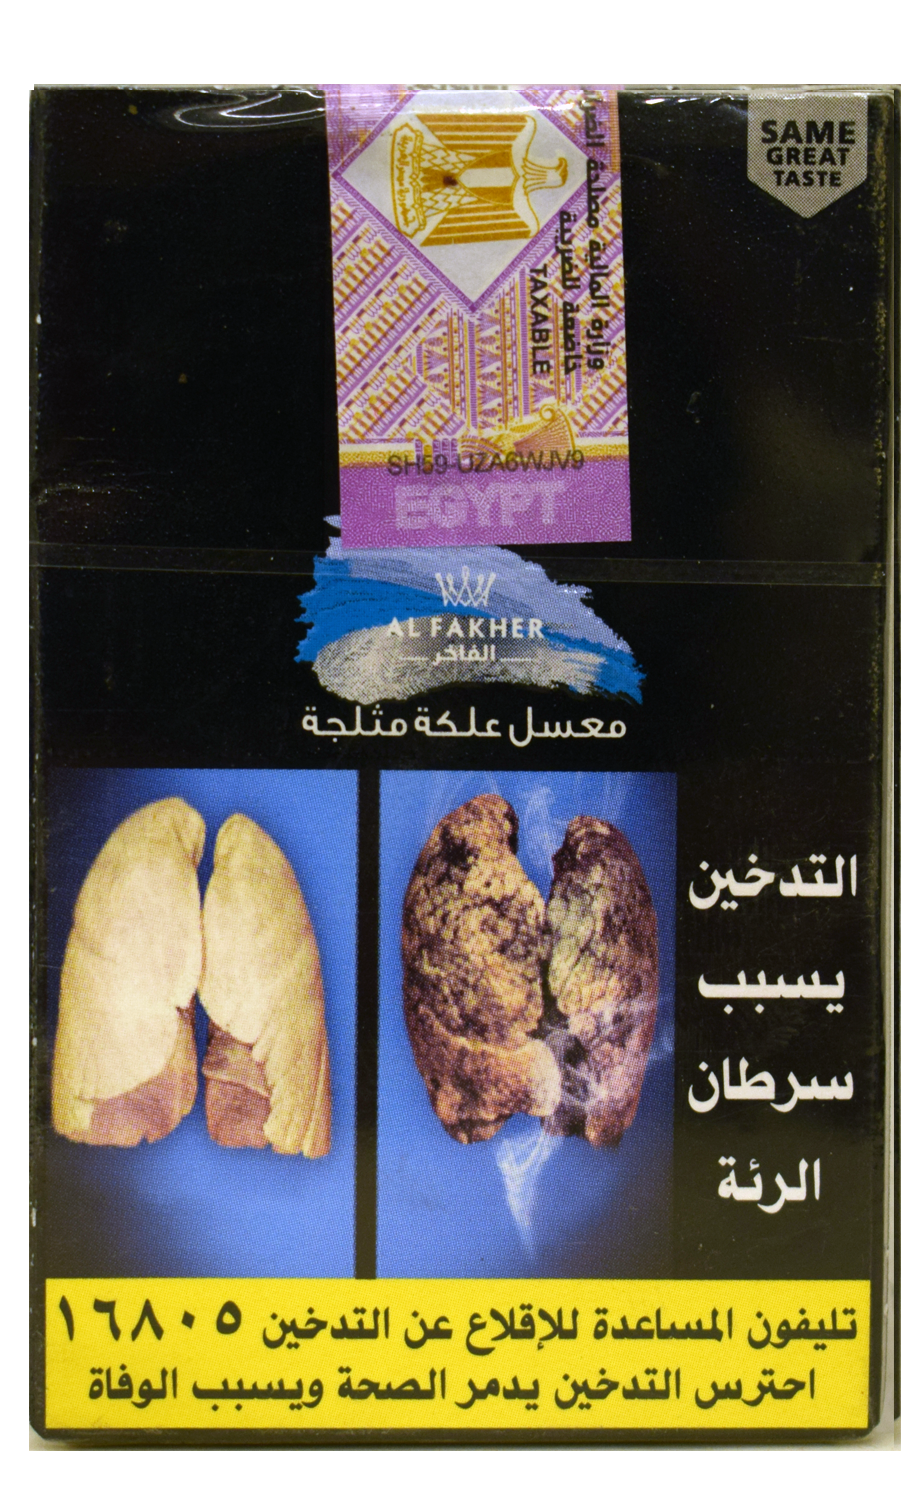 SAME
GREAT
TASTE
وزارة المالية مصلحة
خاضعة للضريبة
TAXABLE
SH59-UZA6WJV9
EGYPT
AL FAKHER
الفاخر
معسل علكة مثلجة
التدخين
يسبب
سرطان
الرئة
تليفون المساعدة للإقلاع عن التدخين ١٦٨٠٥
احترس التدخين يدمر الصحة ويسبب الوفاة